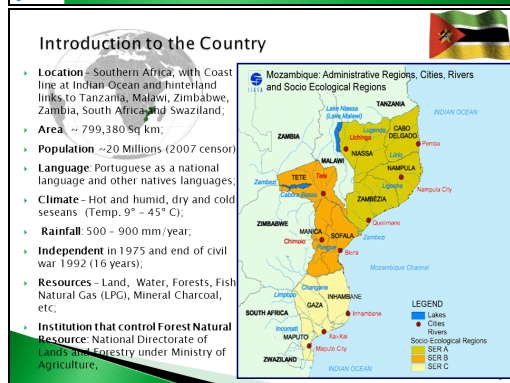 Introduction to the Country
Location – Southern Africa, with Coast
line at Indian Ocean and hinterland
links to Tanzania, Malawi, Zimbabwe,
Zambia, South Africa and Swaziland;
Area ~ 799,380 Sq km;
Population ~20 Millions (2007 censor)
Language: Portuguese as a national
language and other natives languages;
Climate – Hot and humid, dry and cold
seseans (Temp. 9° – 45° C);
Rainfall: 500 – 900 mm/year;
Independent in 1975 and end of civil
war 1992 (16 years);
Resources – Land, Water, Forests, Fish
Natural Gas (LPG), Mineral Charcoal,
etc;
Institution that control Forest Natural
Resource: National Directorate of
Lands and Forestry under Ministry of
Agriculture,
Mozambique: Administrative Regions, Cities, Rivers
and Socio Ecological Regions
TANZANIA
Lake Niassa
(Lake Malawi)
INDIAN OCEAN
Lugenda
CABO
DELGADO
ZAMBIA
Lichinga
Pemba
NIASSA
Lúrio
MALAWI
NAMPULA
TETE
Tete
Zambezi
Ligonha
Nampula City
Cabora Bassa
ZAMBÉZIA
ZIMBABWE
Quelimane
MANICA
SOFALA
Zambezi
Chimoio
Pungue
Beira
Mozambique Channel
Changane
Limpopo
INHAMBANE
GAZA
SOUTH AFRICA
Inhambane
Incomati
Xai-Xai
MAPUTO
Maputo City
ZWAZILAND
INDIAN OCEAN
LEGEND
Lakes
Cities
Rivers
Socio-Ecological Regions
SER A
SER B
SER C